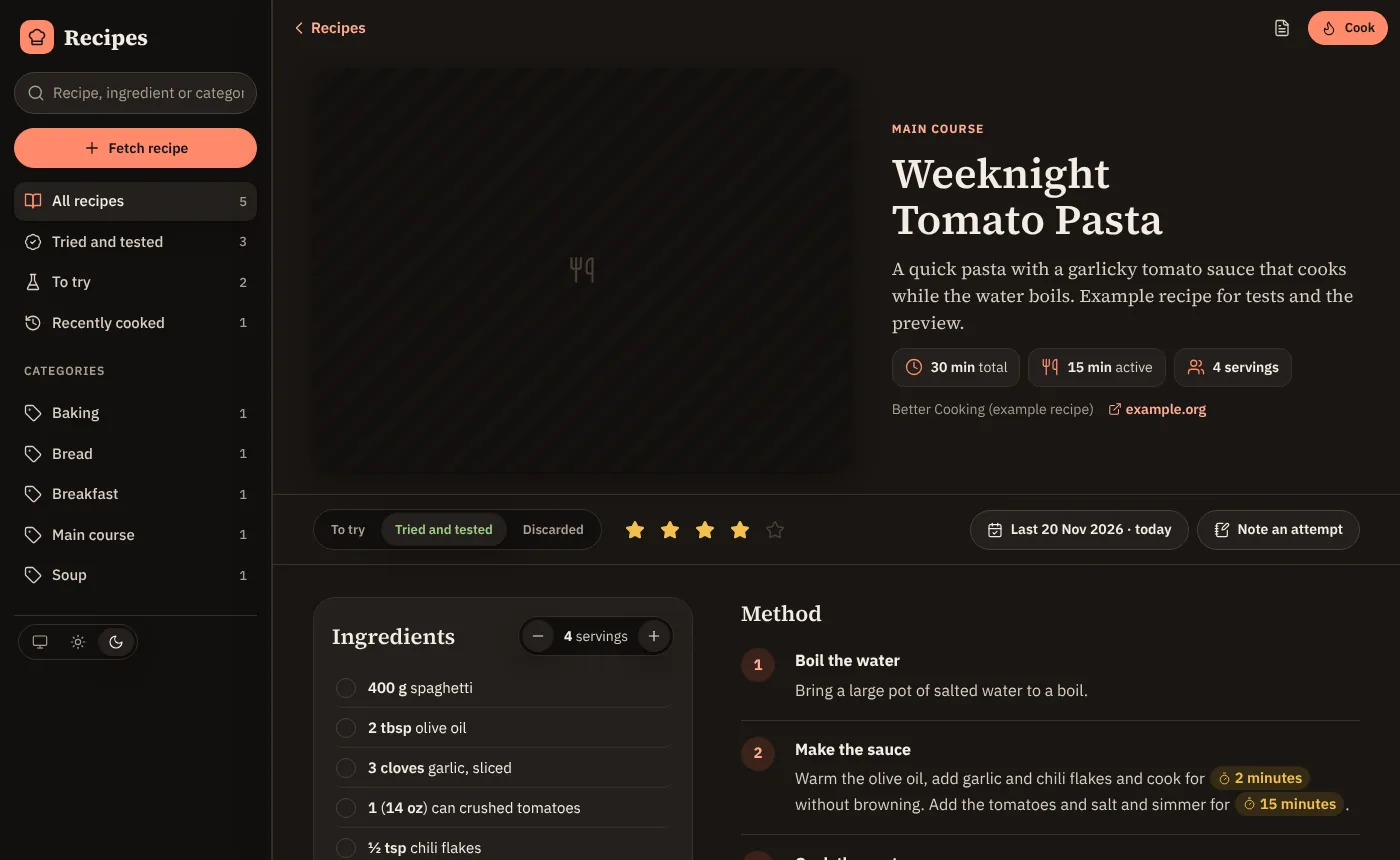 Recipes
Recipe, ingredient or categor
Fetch recipe
All recipes 5
Tried and tested 3
To try 2
Recently cooked 1
CATEGORIES
Baking 1
Bread 1
Breakfast 1
Main course 1
Soup 1
Recipes
Cook
MAIN COURSE
Weeknight
Tomato Pasta
A quick pasta with a garlicky tomato sauce that cooks
while the water boils. Example recipe for tests and the
preview.
30 min total
15 min active
4 servings
Better Cooking (example recipe) example.org
To try
Tried and tested
Discarded
Last 20 Nov 2026 · today
Note an attempt
Ingredients
4 servings
400 g spaghetti
2 tbsp olive oil
3 cloves garlic, sliced
1 (14 oz) can crushed tomatoes
½ tsp chili flakes
Method
1 Boil the water
Bring a large pot of salted water to a boil.
2 Make the sauce
Warm the olive oil, add garlic and chili flakes and cook for 2 minutes
without browning. Add the tomatoes and salt and simmer for 15 minutes .